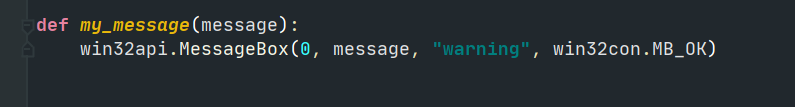 def my_message(message):
    win32api.MessageBox(0, message, "warning", win32con.MB_OK)